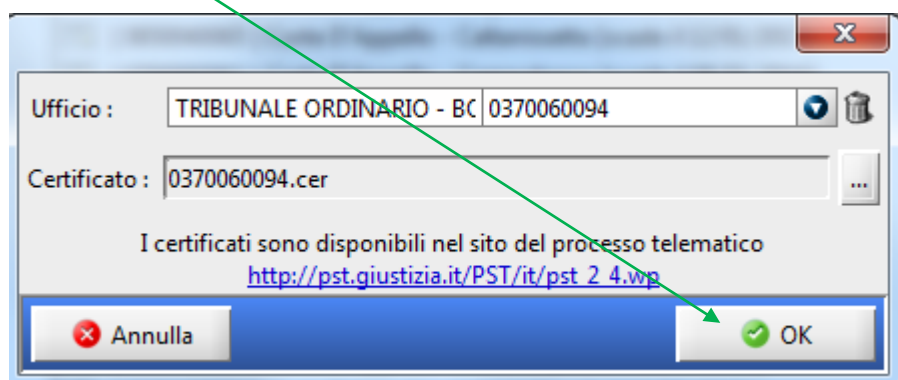 Ufficio : TRIBUNALE ORDINARIO - BC 0370060094
Certificato : 0370060094.cer ...
I certificati sono disponibili nel sito del processo telematico
http://pst.giustizia.it/PST/it/pst_2_4.wp
Annulla OK